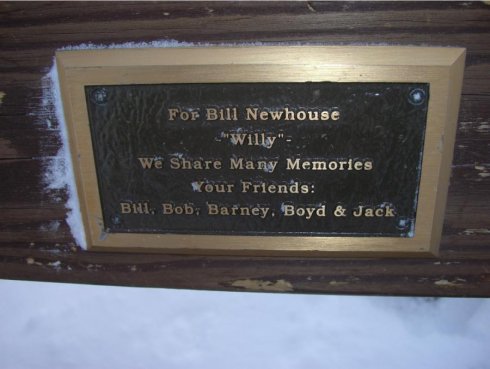 For Bill Newhouse
-"Willy"-
We Share Many Memories
Your Friends:
Bill, Bob, Barney, Boyd & Jack